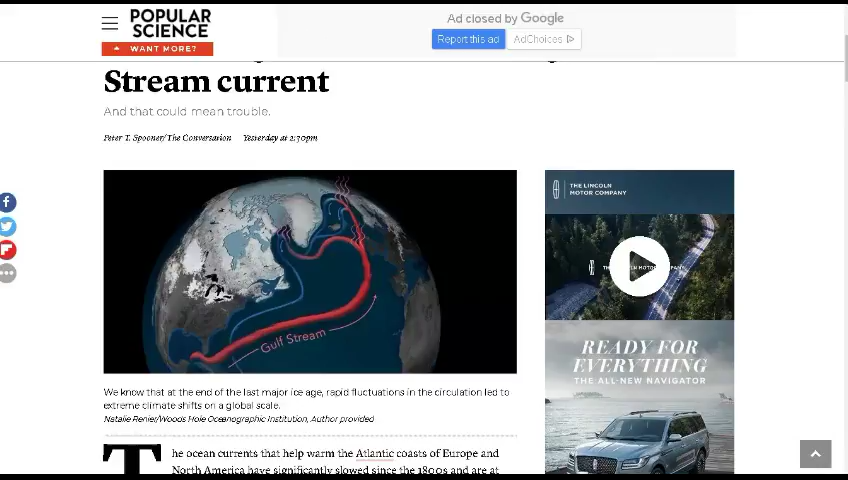 POPULAR
SCIENCE
WANT MORE?
Ad closed by Google
Report this ad
AdChoices
Stream current
And that could mean trouble.
Peter T. Spooner/The Conversation Yesterday at 2:30pm
Gulf Stream
We know that at the end of the last major ice age, rapid fluctuations in the circulation led to
extreme climate shifts on a global scale.
Natalie Renier/Woods Hole Oceanographic Institution, Author provided
The ocean currents that help warm the Atlantic coasts of Europe and
North America have significantly slowed since the 1800s and are at
THE LINCOLN
MOTOR COMPANY
READY FOR
EVERYTHING
THE ALL-NEW NAVIGATOR